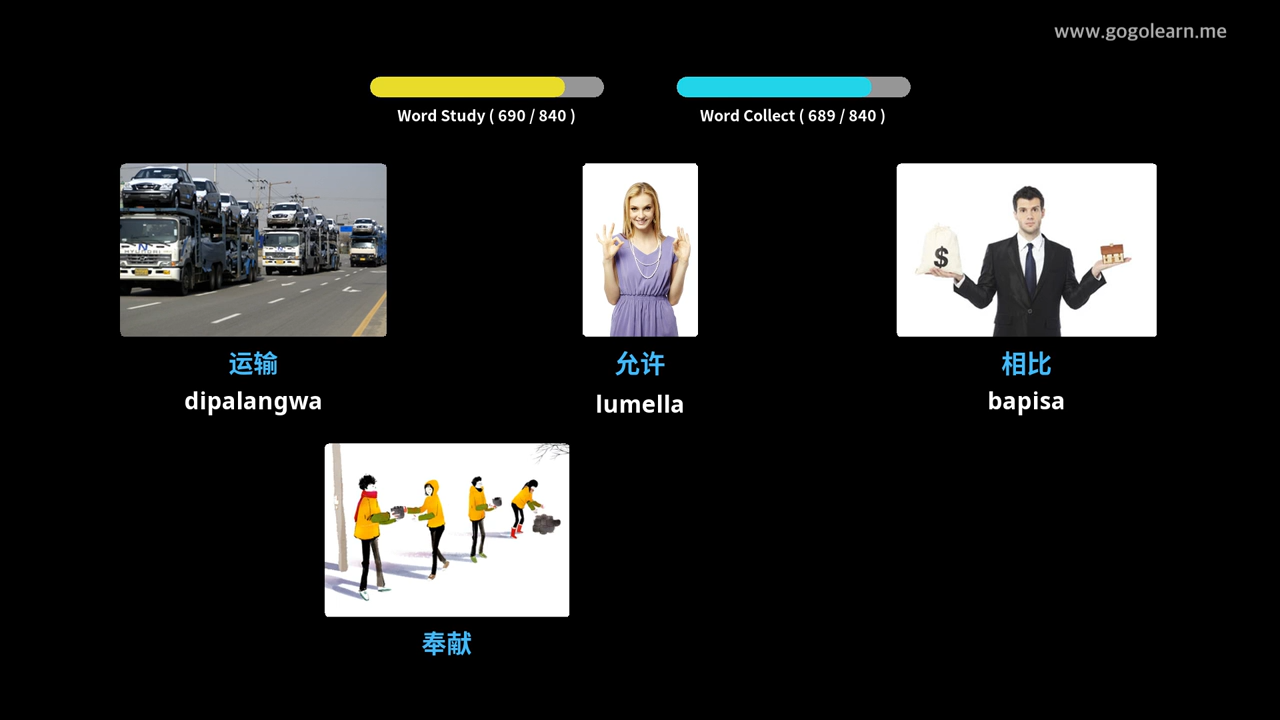 www.gogolearn.me
Word Study ( 690 / 840 )
Word Collect ( 689 / 840 )
运输
允许
相比
dipalangwa
lumella
bapisa
奉献